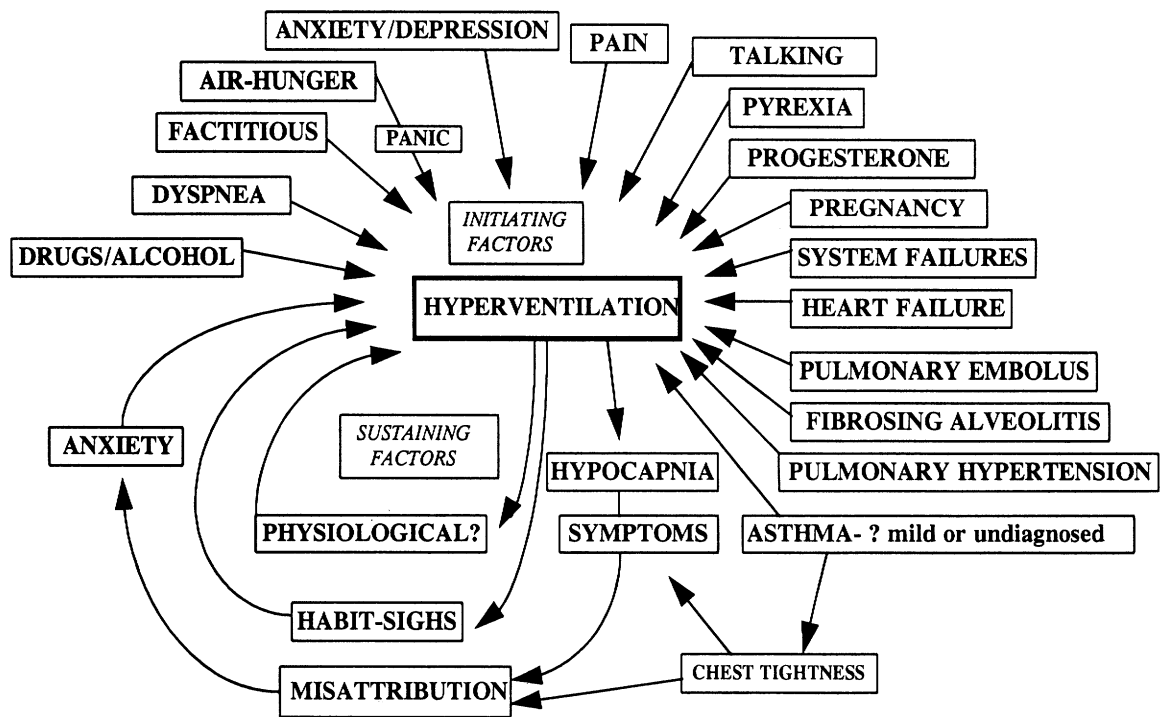 ANXIETY/DEPRESSION
PAIN
TALKING
AIR-HUNGER
PYREXIA
FACTITIOUS
PANIC
PROGESTERONE
DYSPNEA
PREGNANCY
INITIATING
FACTORS
DRUGS/ALCOHOL
SYSTEM FAILURES
HYPERVENTILATION
HEART FAILURE
PULMONARY EMBOLUS
FIBROSING ALVEOLITIS
ANXIETY
SUSTAINING
FACTORS
HYPOCAPNIA
PULMONARY HYPERTENSION
PHYSIOLOGICAL?
SYMPTOMS
ASTHMA- ? mild or undiagnosed
HABIT-SIGHS
CHEST TIGHTNESS
MISATTRIBUTION